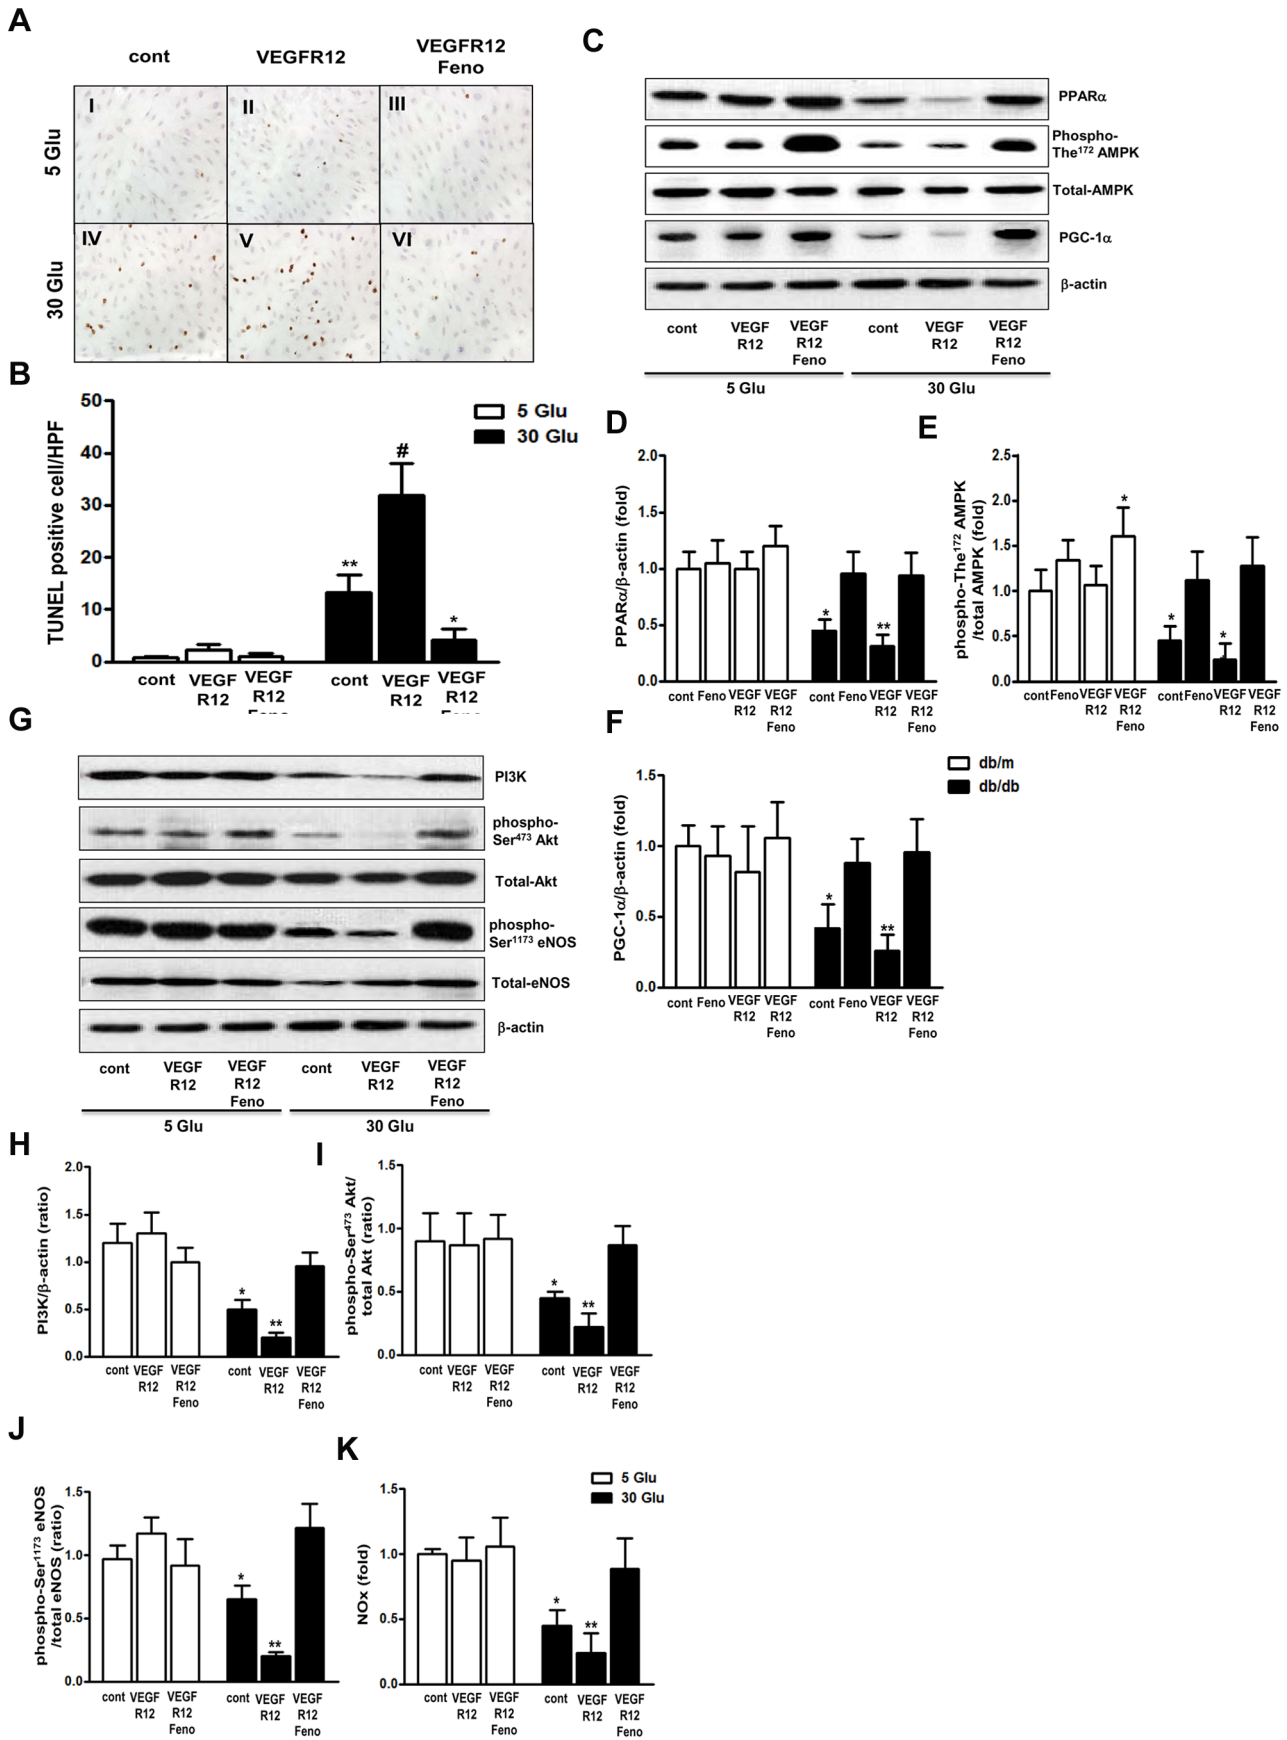 A
cont
VEGFR12
VEGFR12
Feno
5 Glu
30 Glu
I
II
III
IV
V
VI
B
TUNEL positive cell/HPF
50
40
30
20
10
0
5 Glu
30 Glu
**
#
*
cont
VEGF
R12
VEGF
R12
cont
VEGF
R12
VEGF
R12
C
PPARα
Phospho-
The172 AMPK
Total-AMPK
PGC-1α
β-actin
cont
VEGF
R12
VEGF
R12
Feno
cont
VEGF
R12
VEGF
R12
Feno
5 Glu
30 Glu
D
PPARα/β-actin (fold)
2.0
1.5
1.0
0.5
0.0
*
**
cont
Feno
VEGF
R12
VEGF
R12
Feno
cont
Feno
VEGF
R12
VEGF
R12
Feno
E
phospho-The172 AMPK
/total AMPK (fold)
2.5
2.0
1.5
1.0
0.5
0.0
*
*
*
cont
Feno
VEGF
R12
VEGF
R12
Feno
cont
Feno
VEGF
R12
VEGF
R12
Feno
F
PGC-1α/β-actin (fold)
1.5
1.0
0.5
0.0
db/m
db/db
*
**
cont
Feno
VEGF
R12
VEGF
R12
Feno
cont
Feno
VEGF
R12
VEGF
R12
Feno
G
PI3K
phospho-
Ser473 Akt
Total-Akt
phospho-
Ser1173 eNOS
Total-eNOS
β-actin
cont
VEGF
R12
VEGF
R12
Feno
cont
VEGF
R12
VEGF
R12
Feno
5 Glu
30 Glu
H
PI3K/β-actin (ratio)
2.0
1.5
1.0
0.5
0.0
*
**
cont
VEGF
R12
VEGF
R12
Feno
cont
VEGF
R12
VEGF
R12
Feno
I
phospho-Ser473 Akt/
total Akt (ratio)
1.5
1.0
0.5
0.0
*
**
cont
VEGF
R12
VEGF
R12
Feno
cont
VEGF
R12
VEGF
R12
Feno
J
phospho-Ser1173 eNOS
/total eNOS (ratio)
1.5
1.0
0.5
0.0
*
**
cont
VEGF
R12
VEGF
R12
Feno
cont
VEGF
R12
VEGF
R12
Feno
K
NOx (fold)
1.5
1.0
0.5
0.0
5 Glu
30 Glu
*
**
cont
VEGF
R12
VEGF
R12
Feno
cont
VEGF
R12
VEGF
R12
Feno